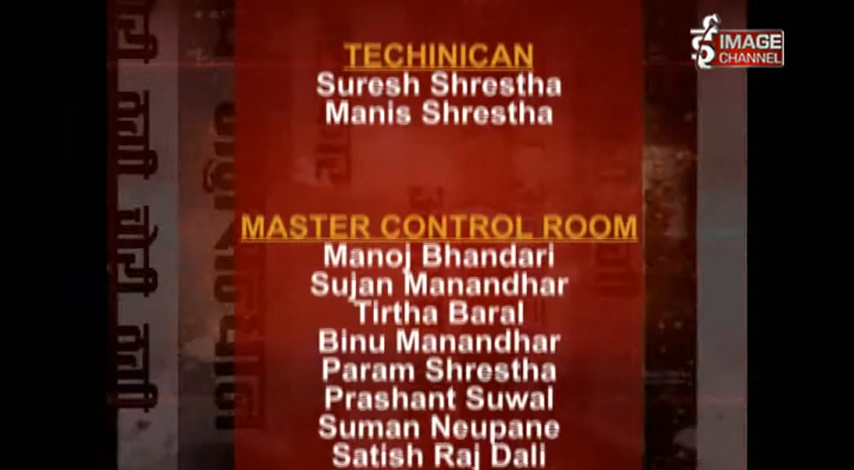 IMAGE
CHANNEL
TECHINICAN
Suresh Shrestha
Manis Shrestha
MASTER CONTROL ROOM
Manoj Bhandari
Sujan Manandhar
Tirtha Baral
Binu Manandhar
Param Shrestha
Prashant Suwal
Suman Neupane
Satish Raj Dali